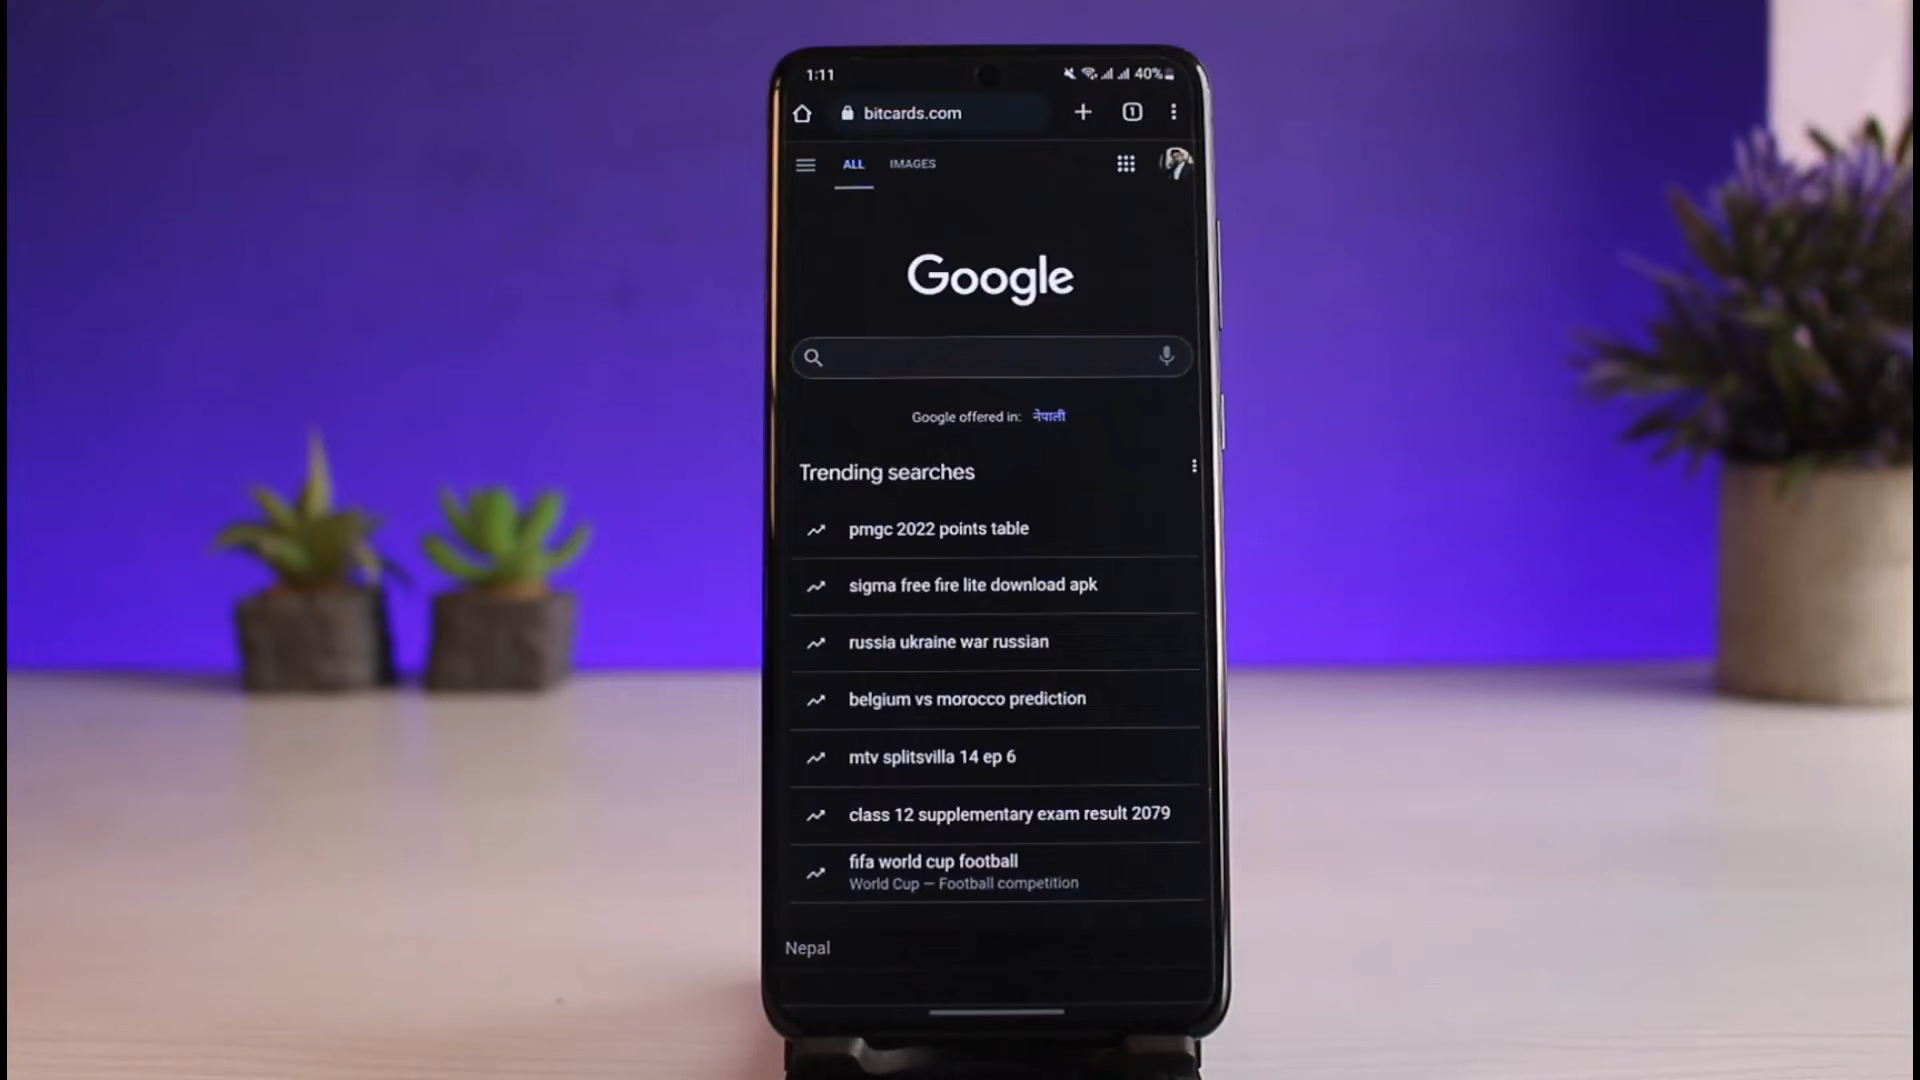 1:11
40%
bitcards.com
1
ALL IMAGES
Google
Google offered in: नेपाली
Trending searches
pmgc 2022 points table
sigma free fire lite download apk
russia ukraine war russian
belgium vs morocco prediction
mtv splitsvilla 14 ep 6
class 12 supplementary exam result 2079
fifa world cup football
World Cup — Football competition
Nepal